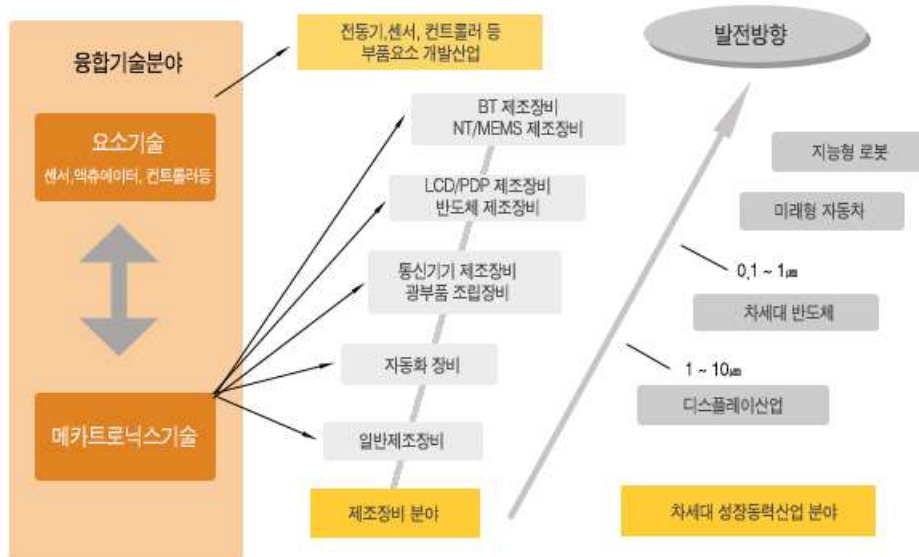 융합기술분야
요소기술
센서,액츄에이터, 컨트롤러등
메카트로닉스기술
전동기,센서, 컨트롤러 등
부품요소 개발산업
BT 제조장비
NT/MEMS 제조장비
LCD/PDP 제조장비
반도체 제조장비
통신기기 제조장비
광부품 조립장비
자동화 장비
일반제조장비
제조장비 분야
발전방향
지능형 로봇
미래형 자동차
0,1 ~ 1㎛
차세대 반도체
1 ~ 10㎛
디스플레이산업
차세대 성장동력산업 분야